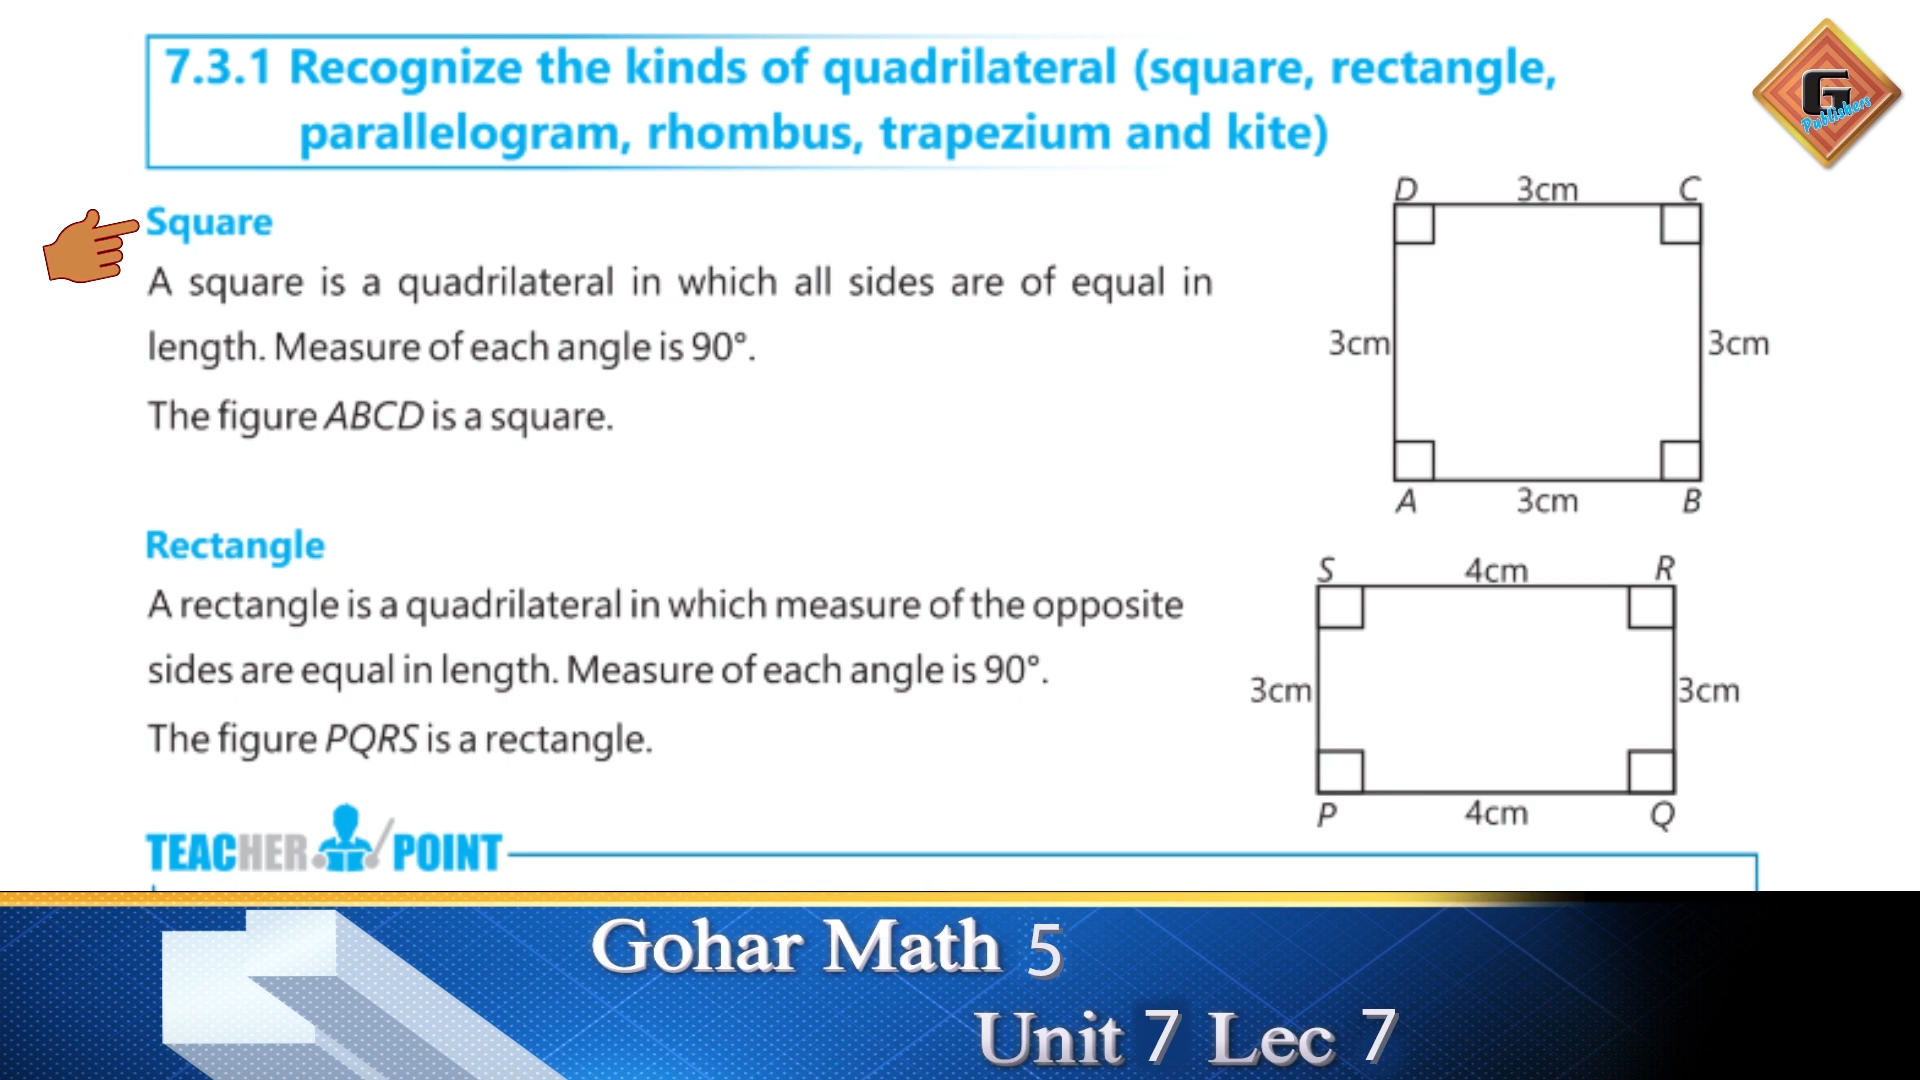 7.3.1 Recognize the kinds of quadrilateral (square, rectangle,
parallelogram, rhombus, trapezium and kite)
G
Publishers
Square
A square is a quadrilateral in which all sides are of equal in
length. Measure of each angle is 90°.
The figure ABCD is a square.
D 3cm C
3cm 3cm
A 3cm B
Rectangle
A rectangle is a quadrilateral in which measure of the opposite
sides are equal in length. Measure of each angle is 90°.
The figure PQRS is a rectangle.
S 4cm R
3cm 3cm
P 4cm Q
TEACHER POINT
Gohar Math 5
Unit 7 Lec 7